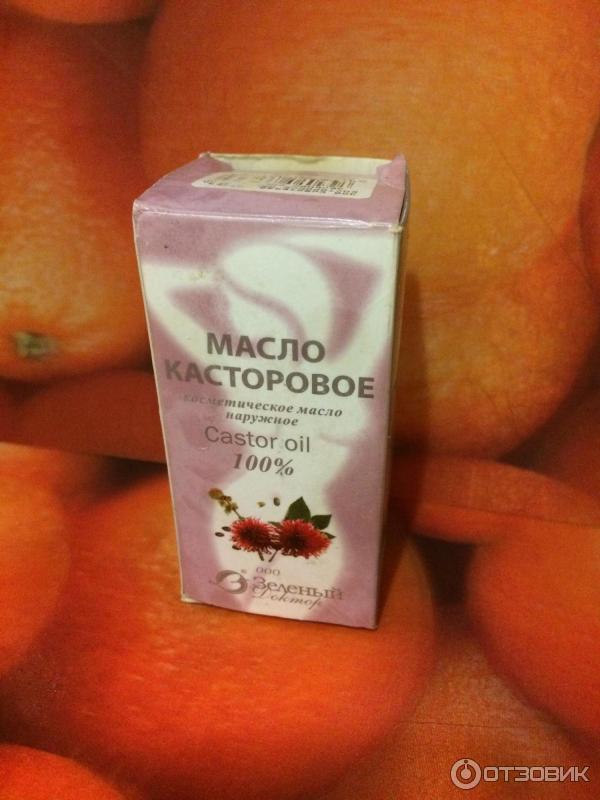 МАСЛО
КАСТОРОВОЕ
косметическое масло
наружное
Castor oil
100%
ООО
Зеленый
Доктор
ОТЗОВИК